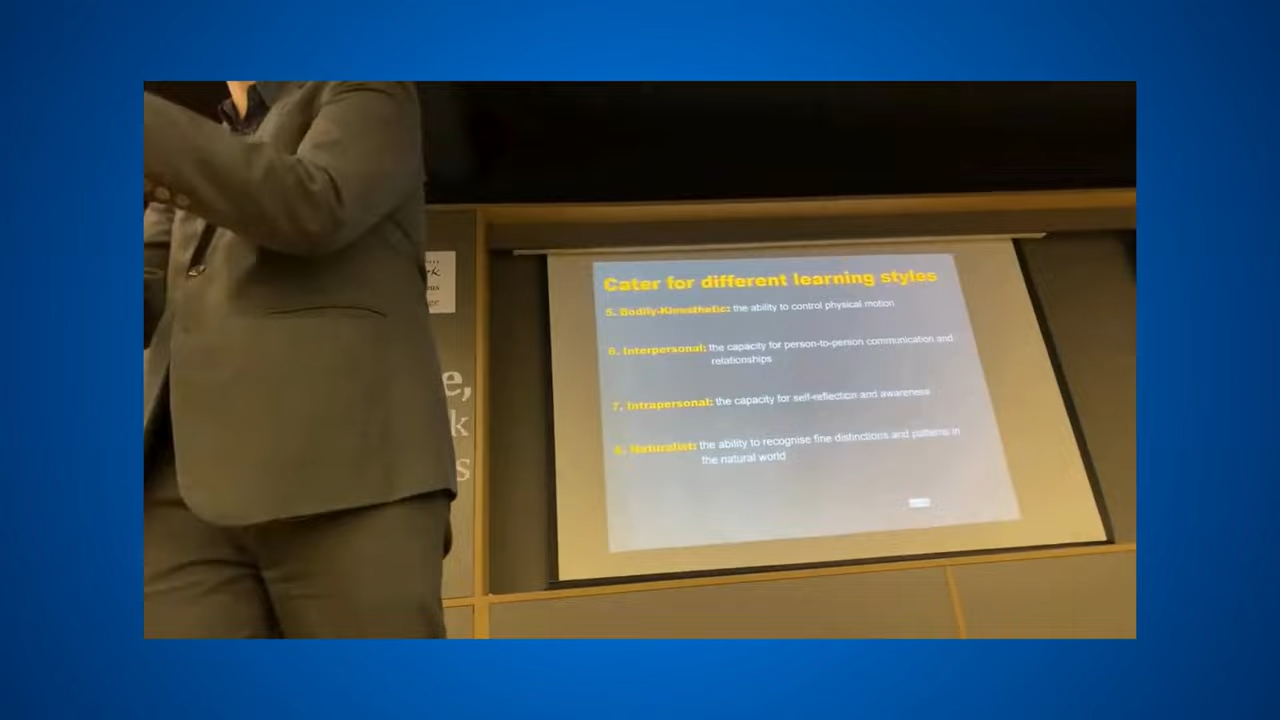 Cater for different learning styles
5. Bodily-Kinesthetic: the ability to control physical motion
6. Interpersonal: the capacity for person-to-person communication and
relationships
7. Intrapersonal: the capacity for self-reflection and awareness
8. Naturalist: the ability to recognise fine distinctions and patterns in
the natural world
e,
k
s